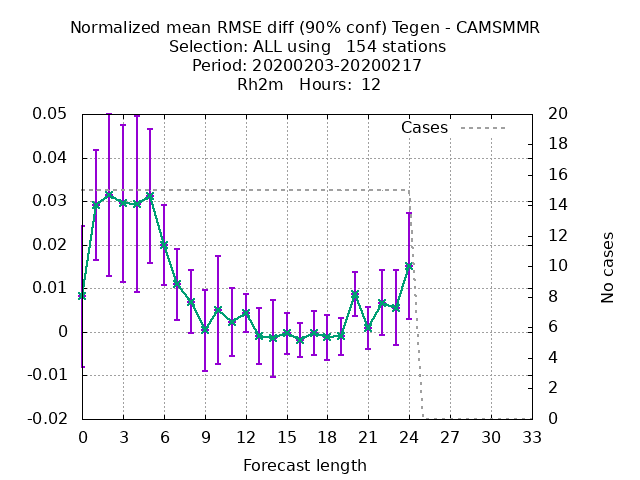 Normalized mean RMSE diff (90% conf) Tegen - CAMSMMR
Selection: ALL using   154 stations
Period: 20200203-20200217
Rh2m   Hours:  12
0.05
0.04
0.03
0.02
0.01
0
-0.01
-0.02
Cases
20
18
16
14
12
10
8
6
4
2
0
No cases
0 3 6 9 12 15 18 21 24 27 30 33
Forecast length